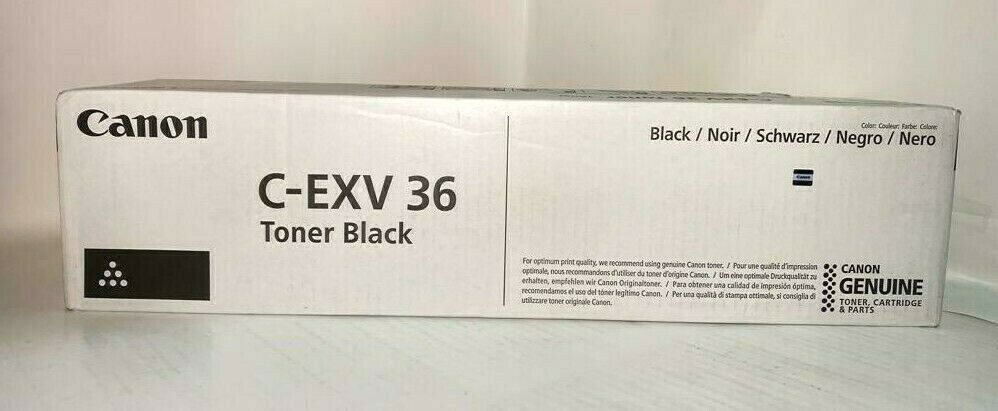 Canon
C-EXV 36
Toner Black
Color: Couleur: Farbe: Colore:
Black / Noir / Schwarz / Negro / Nero
Canon
For optimum print quality, we recommend using genuine Canon toner. / Pour une qualité d'impression
optimale, nous recommandons d'utiliser du toner d'origine Canon. / Um eine optimale Druckqualität zu
erhalten, empfehlen wir Canon Originaltoner. / Para obtener una calidad de impresión óptima,
recomendamos el uso del tóner legítimo Canon. / Per una qualità di stampa ottimale, si consiglia di
utilizzare toner originale Canon.
CANON
GENUINE
TONER, CARTRIDGE
& PARTS